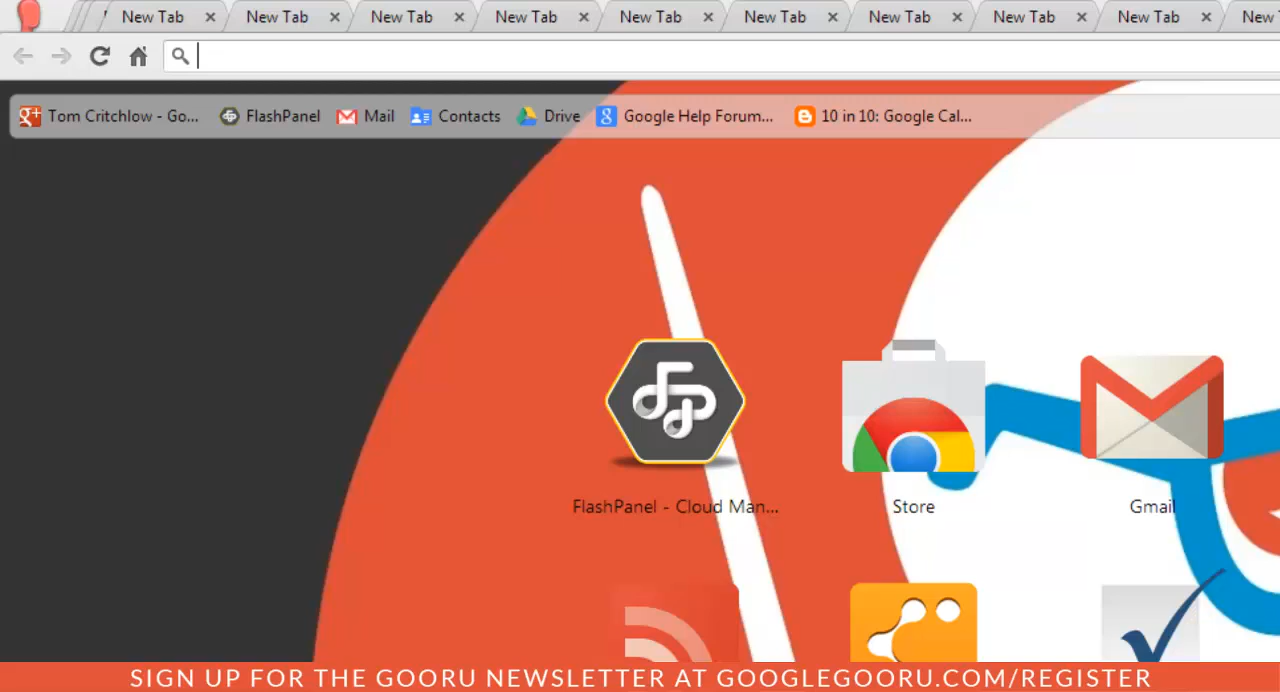 New Tab New Tab New Tab New Tab New Tab New Tab New Tab New Tab New Tab New
Tom Critchlow - Go... FlashPanel Mail Contacts Drive Google Help Forum... 10 in 10: Google Cal...
FlashPanel - Cloud Man... Store Gmail
SIGN UP FOR THE GOORU NEWSLETTER AT GOOGLEGOORU.COM/REGISTER